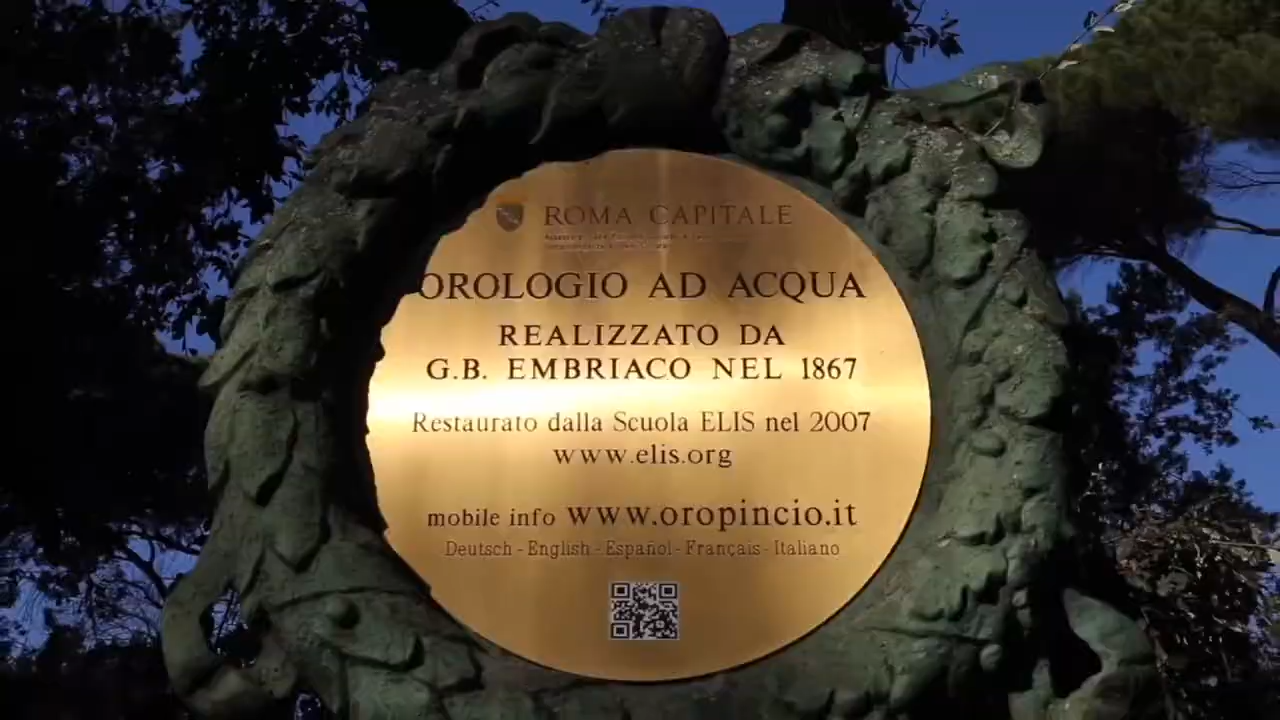 ROMA CAPITALE
OROLOGIO AD ACQUA
REALIZZATO DA
G.B. EMBRIACO NEL 1867
Restaurato dalla Scuola ELIS nel 2007
www.elis.org
mobile info www.oropincio.it
Deutsch - English - Español - Français - Italiano